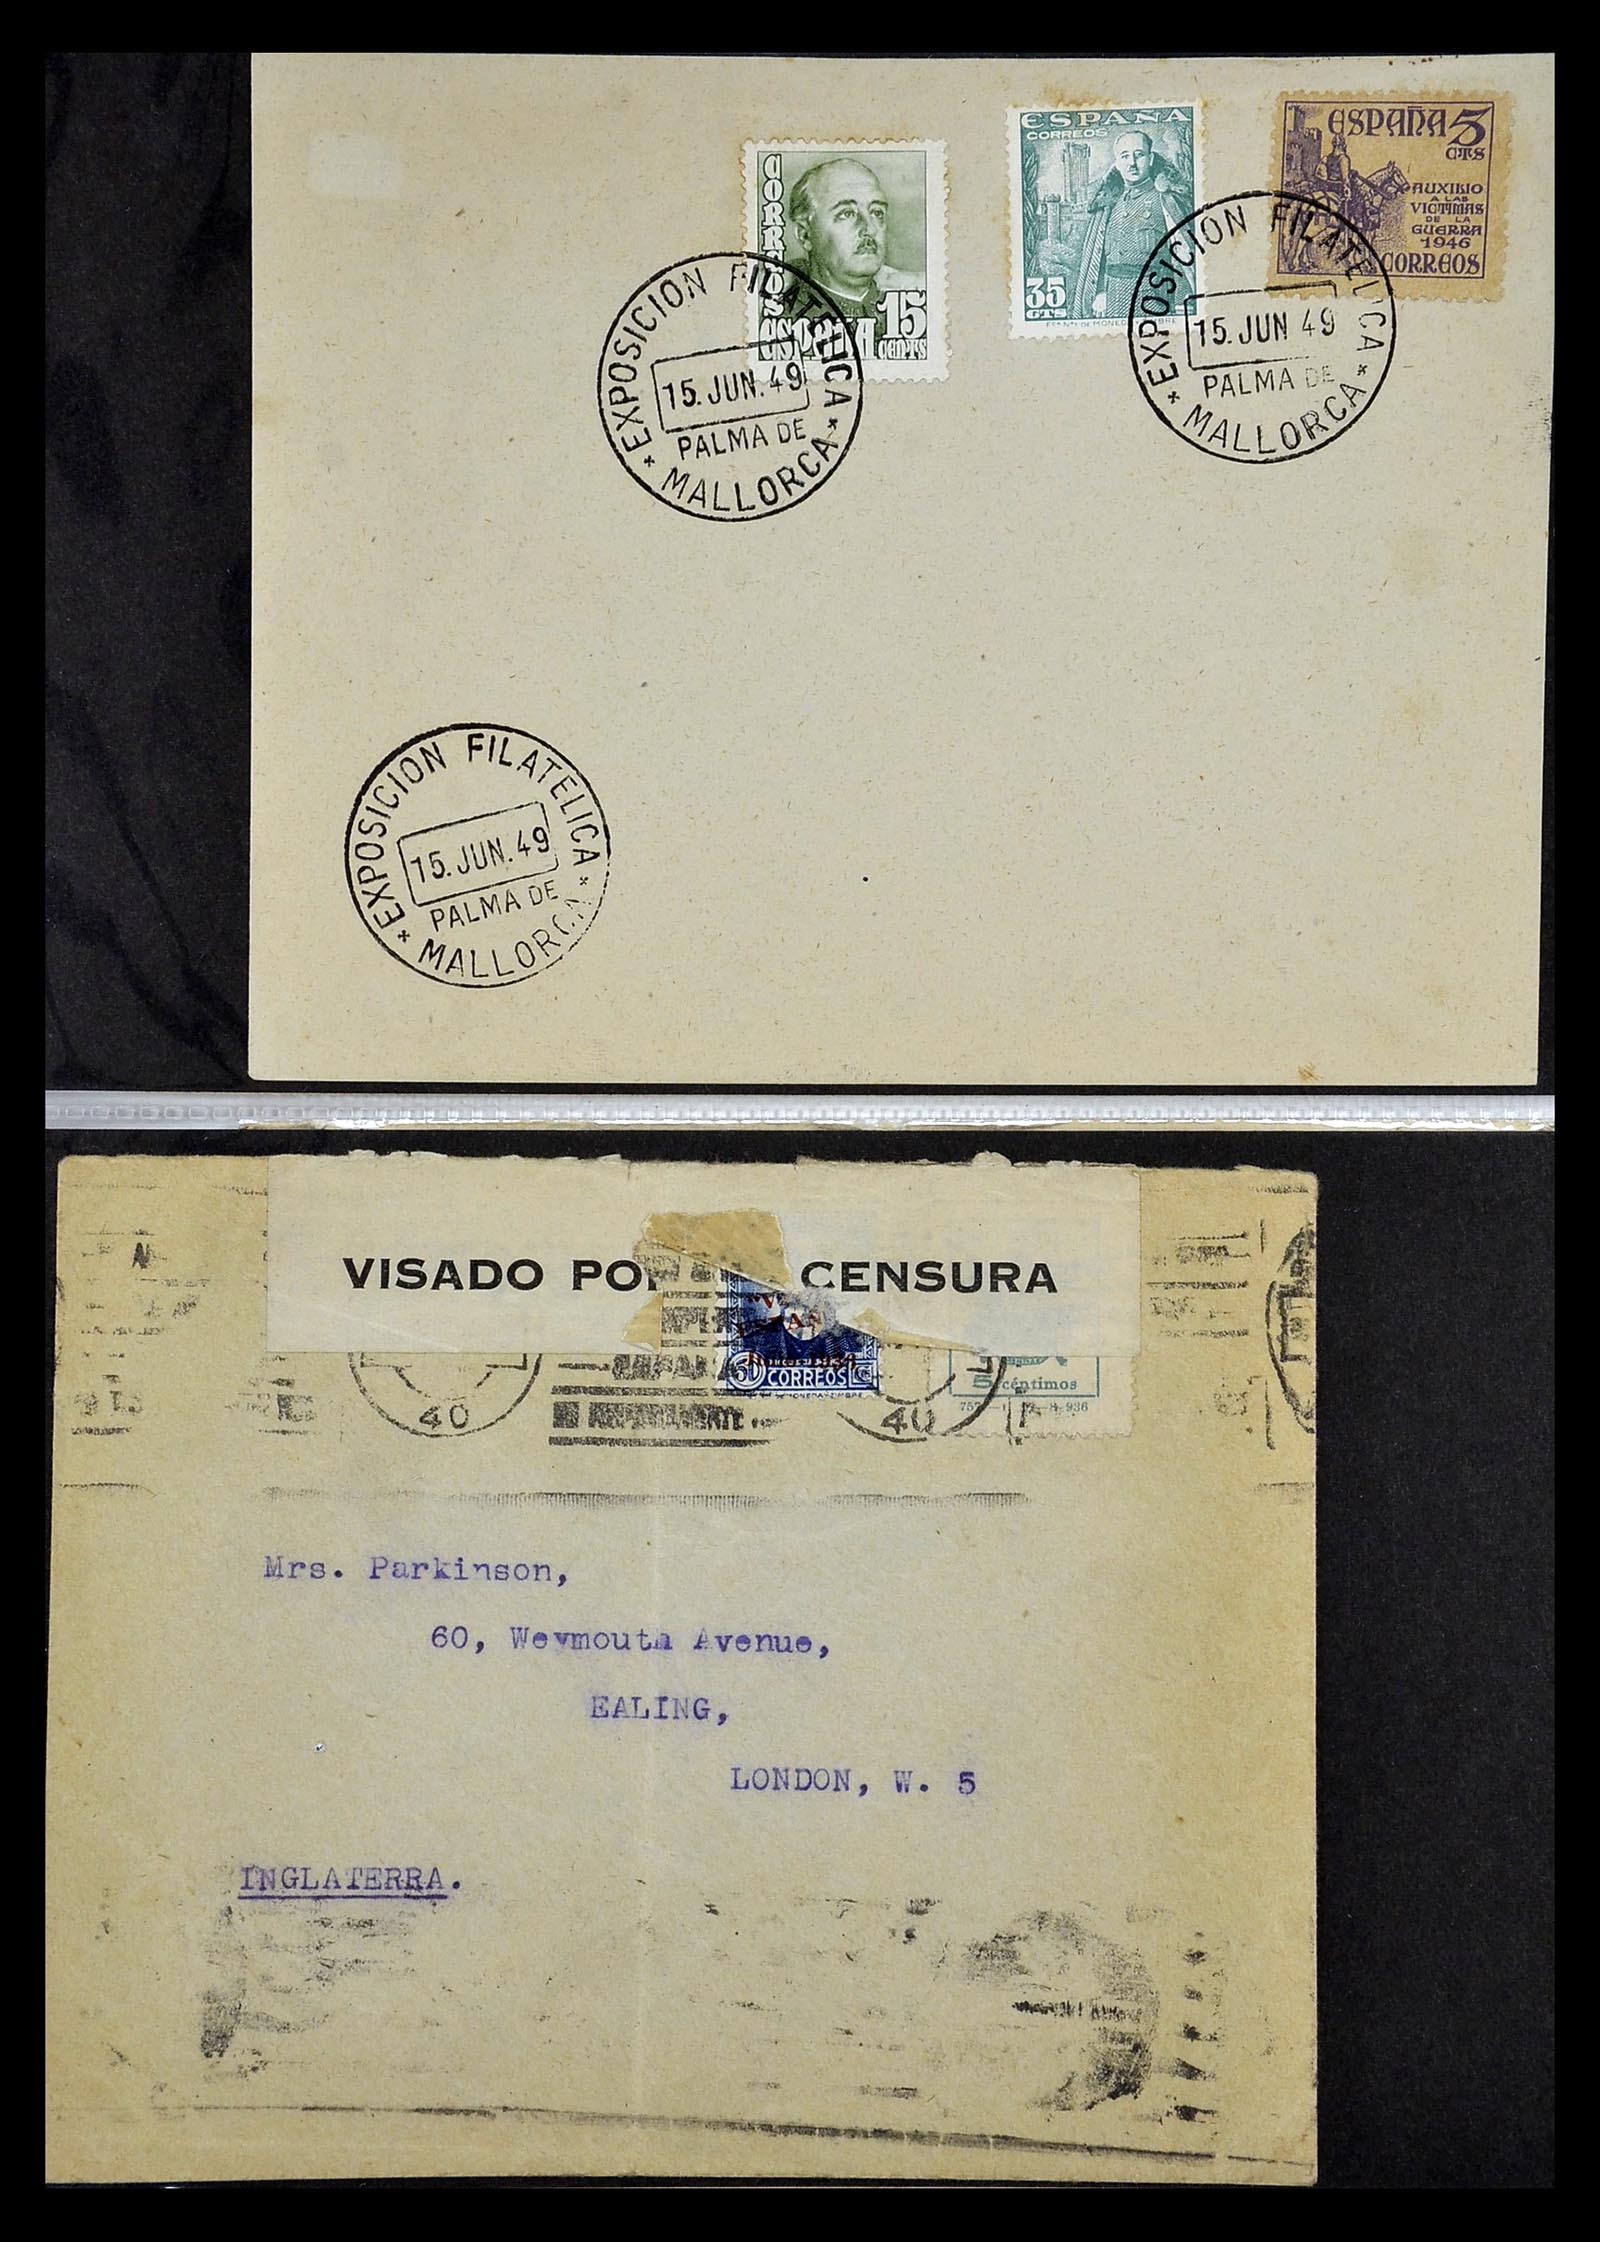 CORREOS
ESPAÑA 15
CENTS
ESPAÑA
CORREOS
35
CTS
ESPAÑA 5
CTS
AUXILIO
A LAS
VICTIMAS
DE LA
GUERRA
1946
CORREOS
EXPOSICION FILATELICA
15. JUN. 49
PALMA DE
* MALLORCA *
EXPOSICION FILATELICA
15. JUN 49
PALMA DE
* MALLORCA *
EXPOSICION FILATELICA
15. JUN. 49
PALMA DE
* MALLORCA *
VISADO POR CENSURA
CORREOS
5 céntimos
40
40
Mrs. Parkinson,
60, Weymouth Avenue,
EALING,
LONDON, W. 5
INGLATERRA.